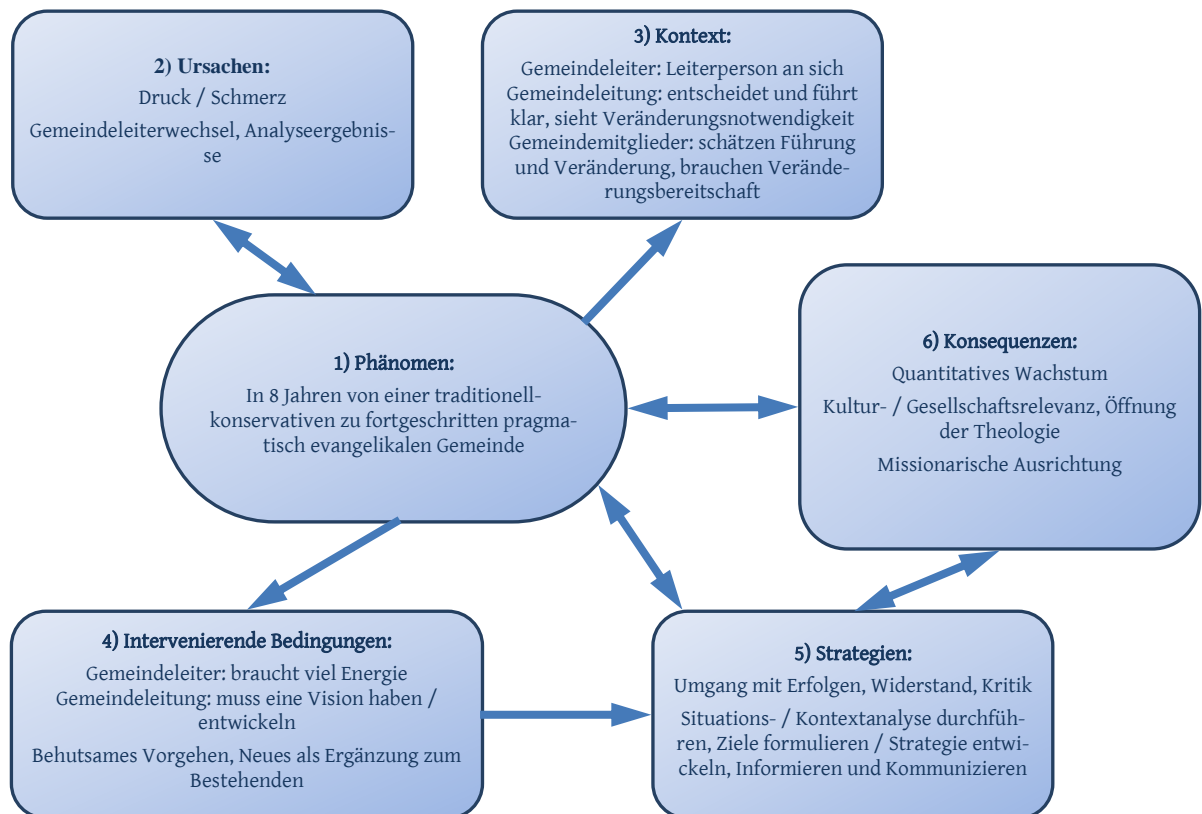 2) Ursachen:
Druck / Schmerz
Gemeindeleiterwechsel, Analyseergebnis-
se
3) Kontext:
Gemeindeleiter: Leiterperson an sich
Gemeindeleitung: entscheidet und führt
klar, sieht Veränderungsnotwendigkeit
Gemeindemitglieder: schätzen Führung
und Veränderung, brauchen Verände-
rungsbereitschaft
1) Phänomen:
In 8 Jahren von einer traditionell-
konservativen zu fortgeschritten pragma-
tisch evangelikalen Gemeinde
6) Konsequenzen:
Quantitatives Wachstum
Kultur- / Gesellschaftsrelevanz, Öffnung
der Theologie
Missionarische Ausrichtung
4) Intervenierende Bedingungen:
Gemeindeleiter: braucht viel Energie
Gemeindeleitung: muss eine Vision haben /
entwickeln
Behutsames Vorgehen, Neues als Ergänzung zum
Bestehenden
5) Strategien:
Umgang mit Erfolgen, Widerstand, Kritik
Situations- / Kontextanalyse durchfüh-
ren, Ziele formulieren / Strategie entwi-
ckeln, Informieren und Kommunizieren